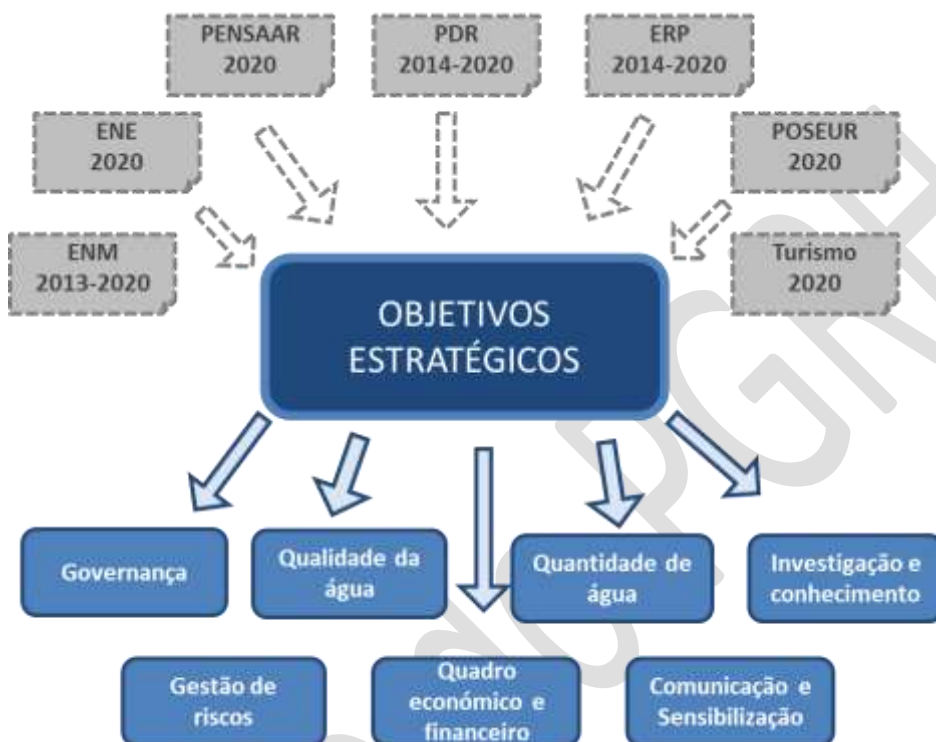 PENSAAR
2020
PDR
2014-2020
ERP
2014-2020
ENE
2020
POSEUR
2020
ENM
2013-2020
Turismo
2020
OBJETIVOS
ESTRATÉGICOS
Governança
Qualidade da
água
Quantidade de
água
Investigação e
conhecimento
Gestão de
riscos
Quadro
económico e
financeiro
Comunicação e
Sensibilização